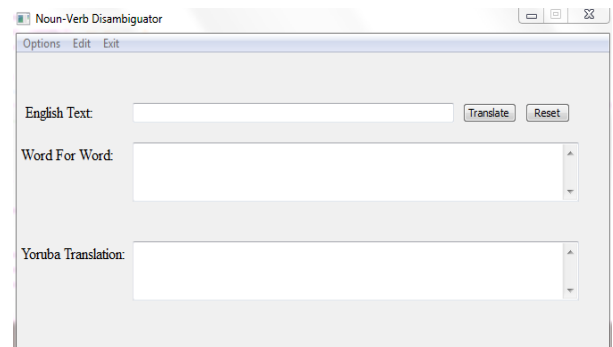 Noun-Verb Disambiguator
Options Edit Exit
English Text: Translate Reset
Word For Word:
Yoruba Translation: